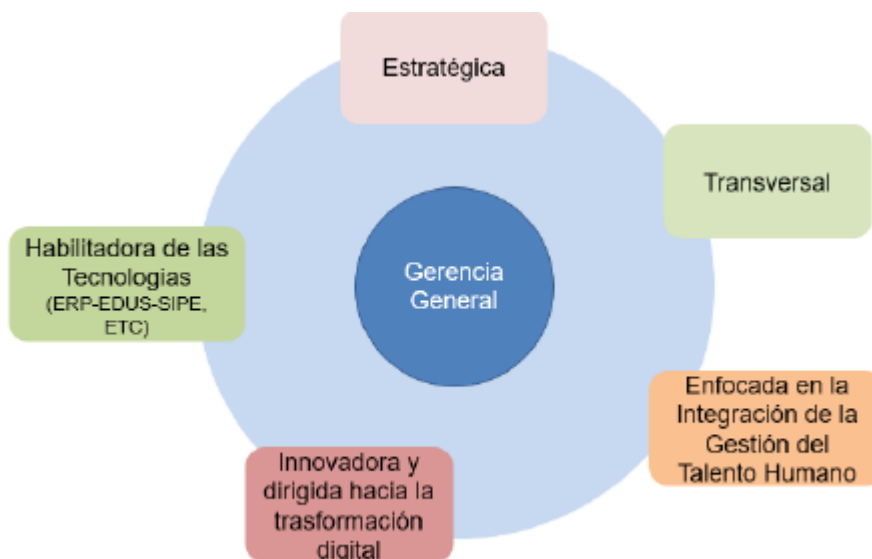 Estratégica
Transversal
Habilitadora de las
Tecnologias
(ERP-EDUS-SIPE,
ETC)
Gerencia
General
Enfocada en la
Integración de la
Gestión del
Talento Humano
Innovadora y
dirigida hacia la
trasformación
digital